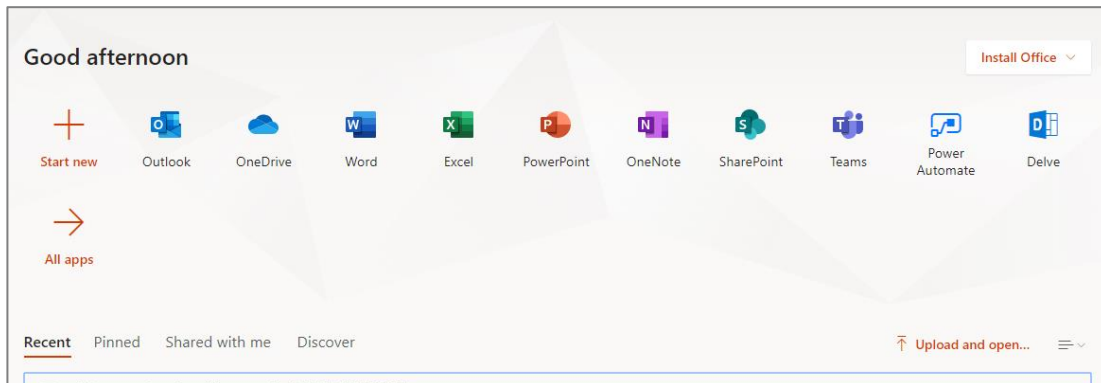 Good afternoon
Install Office
Start new
Outlook
OneDrive
Word
Excel
PowerPoint
OneNote
SharePoint
Teams
Power
Automate
Delve
All apps
Recent
Pinned
Shared with me
Discover
Upload and open...